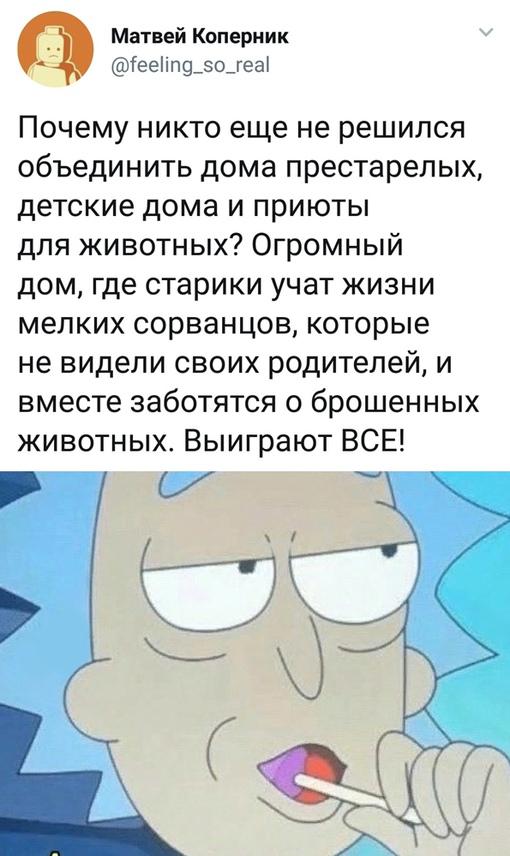 Матвей Коперник
@feeling_so_real
Почему никто еще не решился
объединить дома престарелых,
детские дома и приюты
для животных? Огромный
дом, где старики учат жизни
мелких сорванцов, которые
не видели своих родителей, и
вместе заботятся о брошенных
животных. Выиграют ВСЕ!